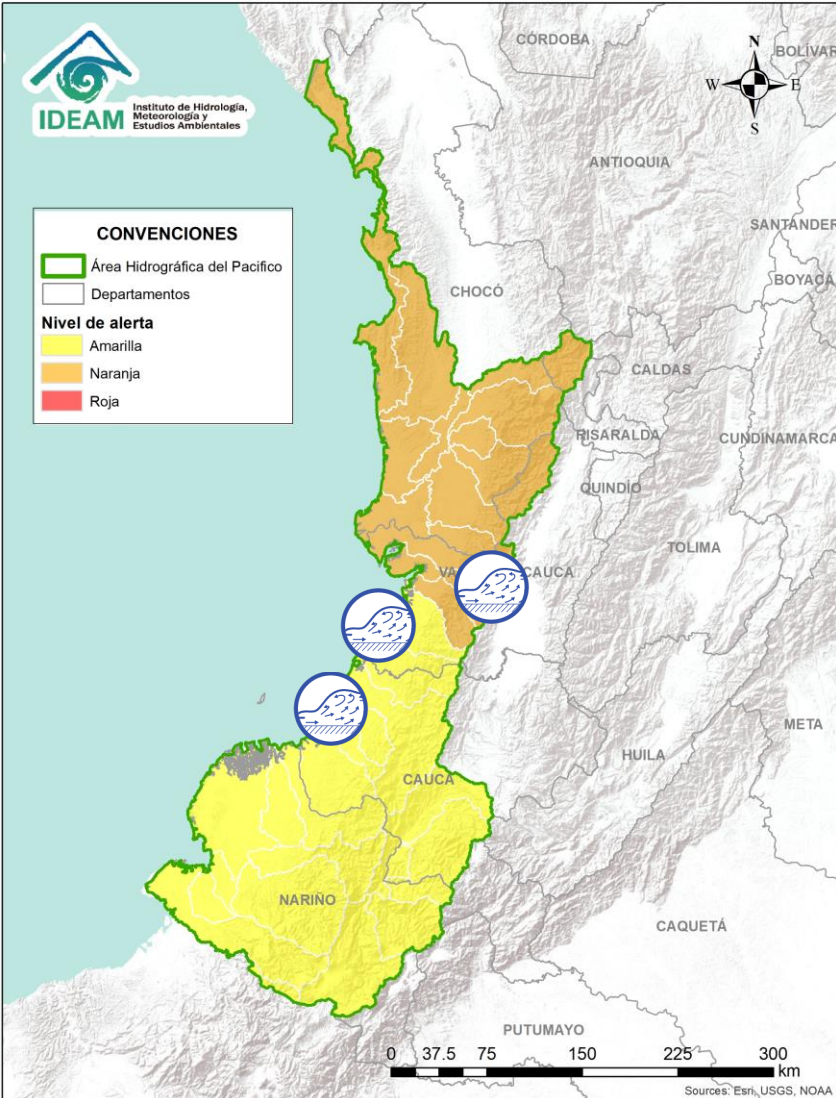 IDEAM
Instituto de Hidrología,
Meteorología y
Estudios Ambientales
N
W
E
S
CONVENCIONES
Área Hidrográfica del Pacifico
Departamentos
Nivel de alerta
Amarilla
Naranja
Roja
CÓRDOBA
BOLÍVAR
ANTIOQUIA
SANTANDER
BOYACÁ
CHOCÓ
CALDAS
RISARALDA
CUNDINAMARCA
QUINDÍO
TOLIMA
CAUCA
META
HUILA
CAUCA
NARIÑO
CAQUETÁ
PUTUMAYO
0 37.5 75 150 225 300
km
Sources: Esri, USGS, NOAA